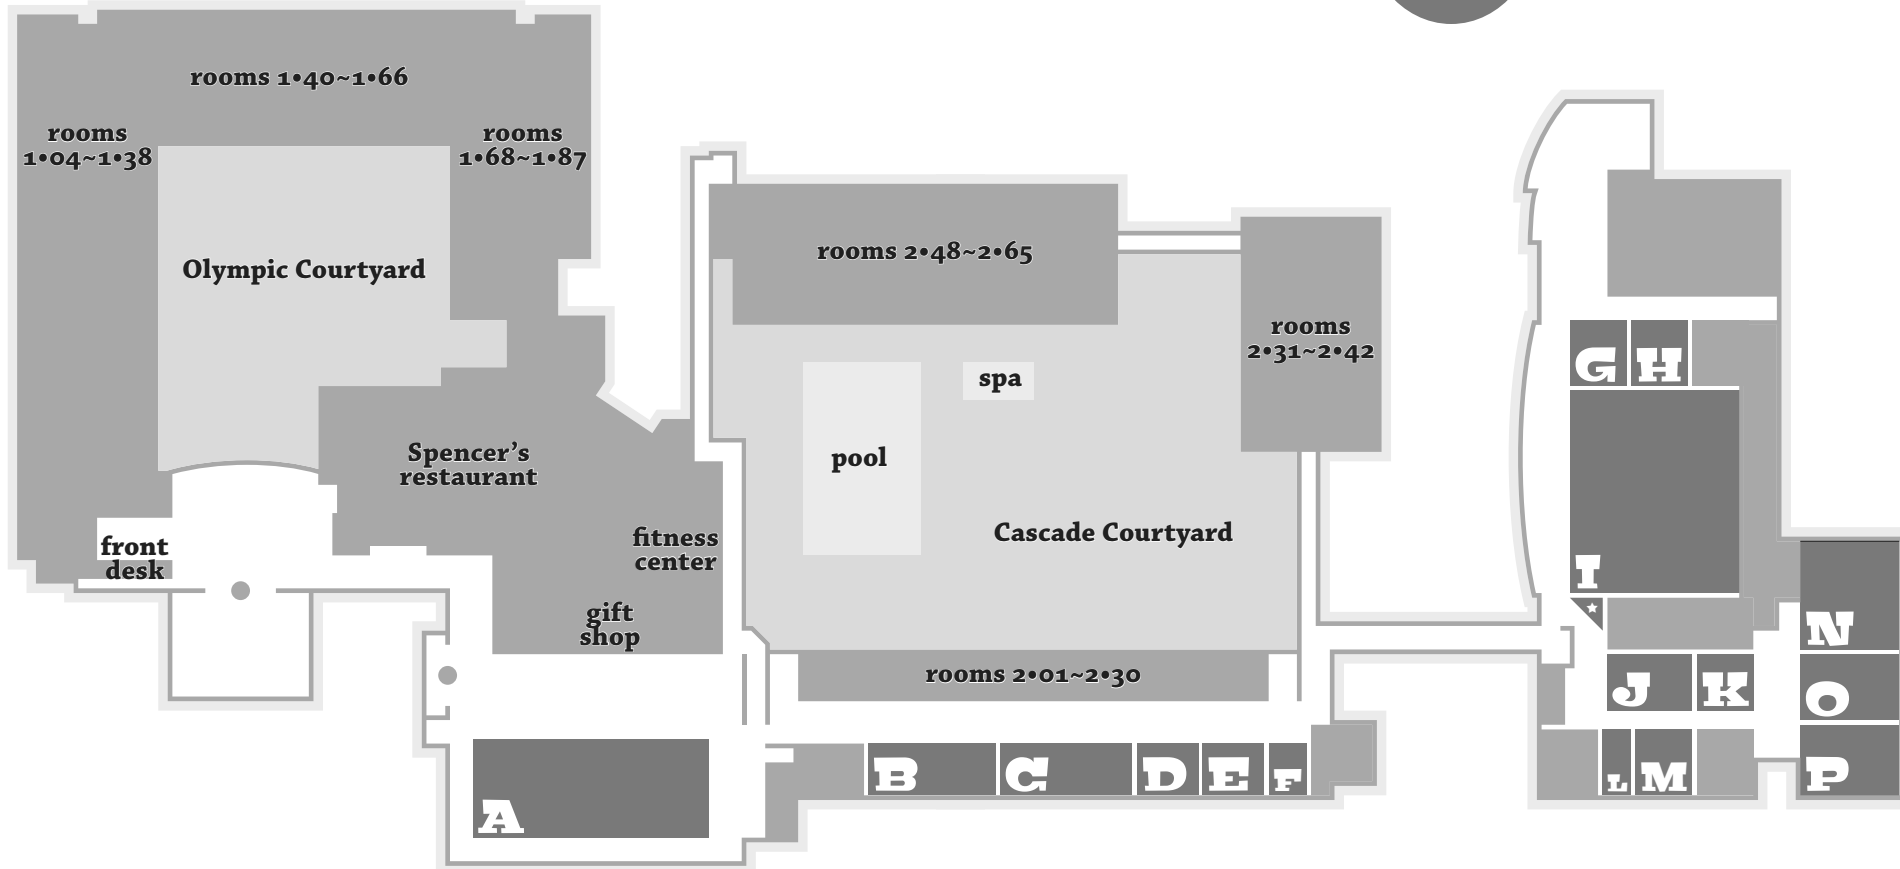 rooms 1•40~1•66
rooms
1•04~1•38
rooms
1•68~1•87
Olympic Courtyard
Spencer’s
restaurant
front
desk
fitness
center
gift
shop
rooms 2•48~2•65
rooms
2•31~2•42
spa
pool
Cascade Courtyard
rooms 2•01~2•30
A
B
C
D
E
F
G
H
I
J
K
L
M
N
O
P